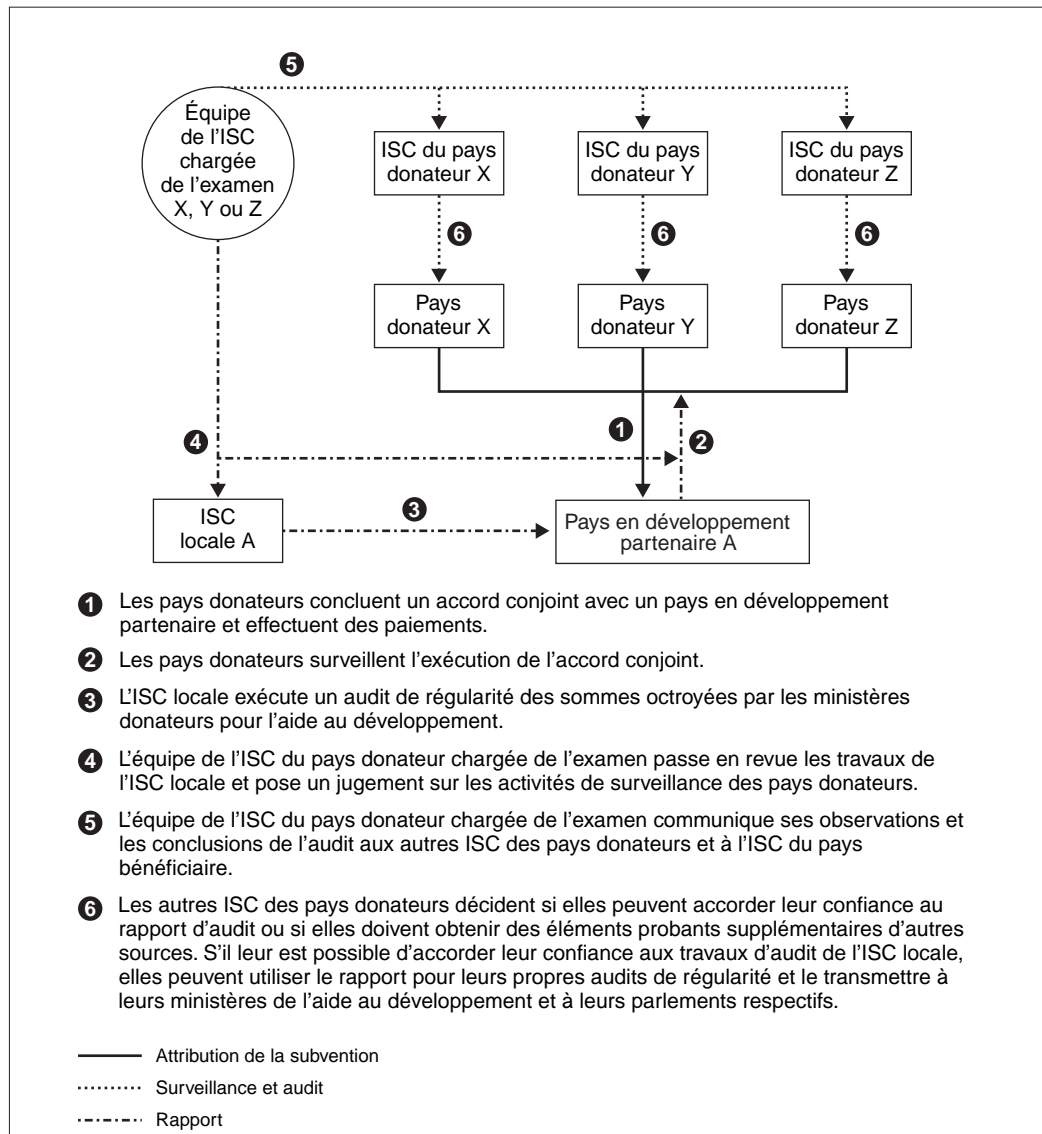 5
Équipe
de l'ISC
chargée
de l'examen
X, Y ou Z
ISC du pays
donateur X
ISC du pays
donateur Y
ISC du pays
donateur Z
6
6
6
Pays
donateur X
Pays
donateur Y
Pays
donateur Z
4
1
2
ISC
locale A
3
Pays en développement
partenaire A
1 Les pays donateurs concluent un accord conjoint avec un pays en développement
partenaire et effectuent des paiements.
2 Les pays donateurs surveillent l'exécution de l'accord conjoint.
3 L'ISC locale exécute un audit de régularité des sommes octroyées par les ministères
donateurs pour l'aide au développement.
4 L'équipe de l'ISC du pays donateur chargée de l'examen passe en revue les travaux de
l'ISC locale et pose un jugement sur les activités de surveillance des pays donateurs.
5 L'équipe de l'ISC du pays donateur chargée de l'examen communique ses observations et
les conclusions de l'audit aux autres ISC des pays donateurs et à l'ISC du pays
bénéficiaire.
6 Les autres ISC des pays donateurs décident si elles peuvent accorder leur confiance au
rapport d'audit ou si elles doivent obtenir des éléments probants supplémentaires d'autres
sources. S'il leur est possible d'accorder leur confiance aux travaux d'audit de l'ISC locale,
elles peuvent utiliser le rapport pour leurs propres audits de régularité et le transmettre à
leurs ministères de l'aide au développement et à leurs parlements respectifs.
Attribution de la subvention
Surveillance et audit
Rapport